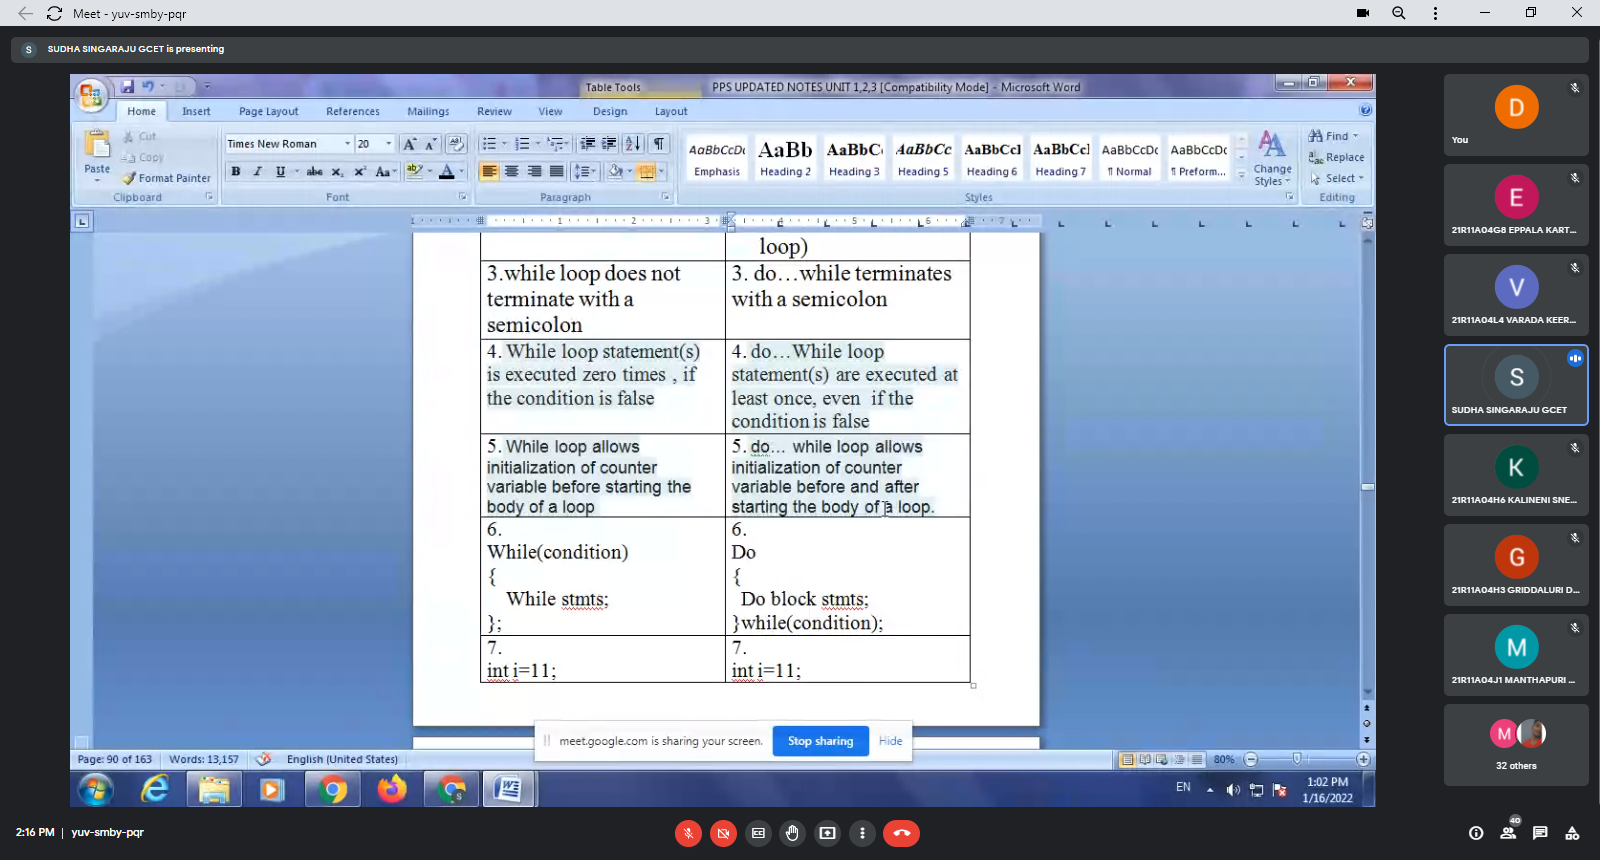 Meet - yuv-smby-pqr
S SUDHA SINGARAJU GCET is presenting
Table Tools PPS UPDATED NOTES UNIT 1,2,3 [Compatibility Mode] - Microsoft Word
Home Insert Page Layout References Mailings Review View Design Layout
Paste
Cut
Copy
Format Painter
Clipboard
Times New Roman 20
Font
Paragraph
AaBbCcDc AaBb AaBbC AaBbCc AaBbCcI AaBbCc] AaBbCcDc AaBbCcDc
Emphasis Heading 2 Heading 3 Heading 5 Heading 6 Heading 7 ¶ Normal ¶ Preform...
Change Styles
Styles
Find
Replace
Select
Editing
loop)
3.while loop does not
terminate with a
semicolon
3. do...while terminates
with a semicolon
4. While loop statement(s)
is executed zero times , if
the condition is false
4. do...While loop
statement(s) are executed at
least once, even if the
condition is false
5. While loop allows
initialization of counter
variable before starting the
body of a loop
5. do... while loop allows
initialization of counter
variable before and after
starting the body of a loop.
6.
While(condition)
{
While stmts;
};
6.
Do
{
Do block stmts;
}while(condition);
7.
int i=11;
7.
int i=11;
meet.google.com is sharing your screen. Stop sharing Hide
Page: 90 of 163 Words: 13,157 English (United States) 80%
EN 1:02 PM
1/16/2022
D
You
E
21R11A04G8 EPPALA KART...
V
21R11A04L4 VARADA KEER...
S
SUDHA SINGARAJU GCET
K
21R11A04H6 KALINENI SNE...
G
21R11A04H3 GRIDDALURI D...
M
21R11A04J1 MANTHAPURI ...
M
32 others
2:16 PM | yuv-smby-pqr
40